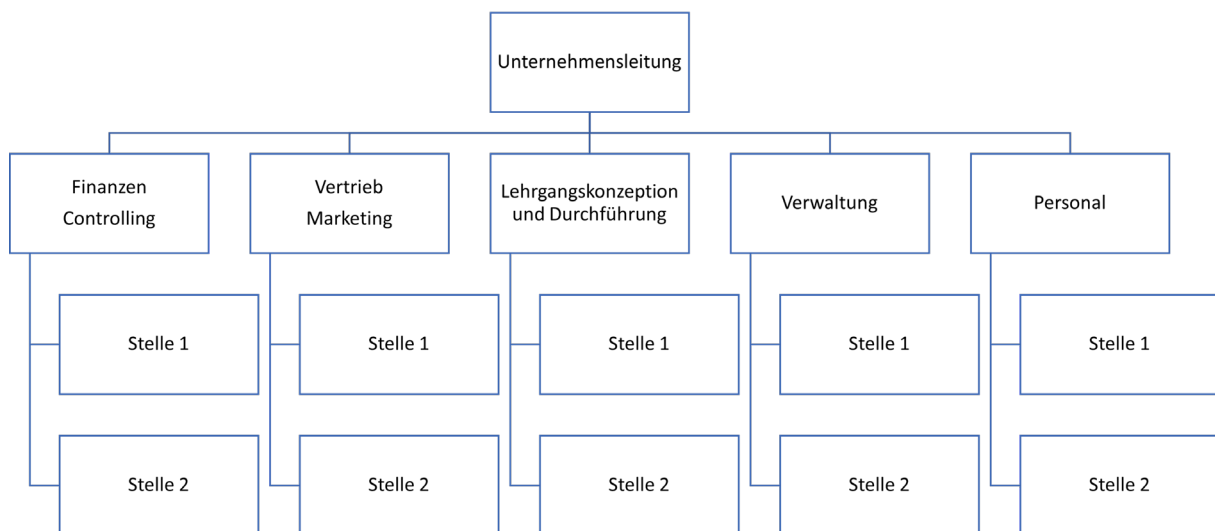 Unternehmensleitung
Finanzen
Controlling
Vertrieb
Marketing
Lehrgangskonzeption
und Durchführung
Verwaltung
Personal
Stelle 1
Stelle 1
Stelle 1
Stelle 1
Stelle 1
Stelle 2
Stelle 2
Stelle 2
Stelle 2
Stelle 2